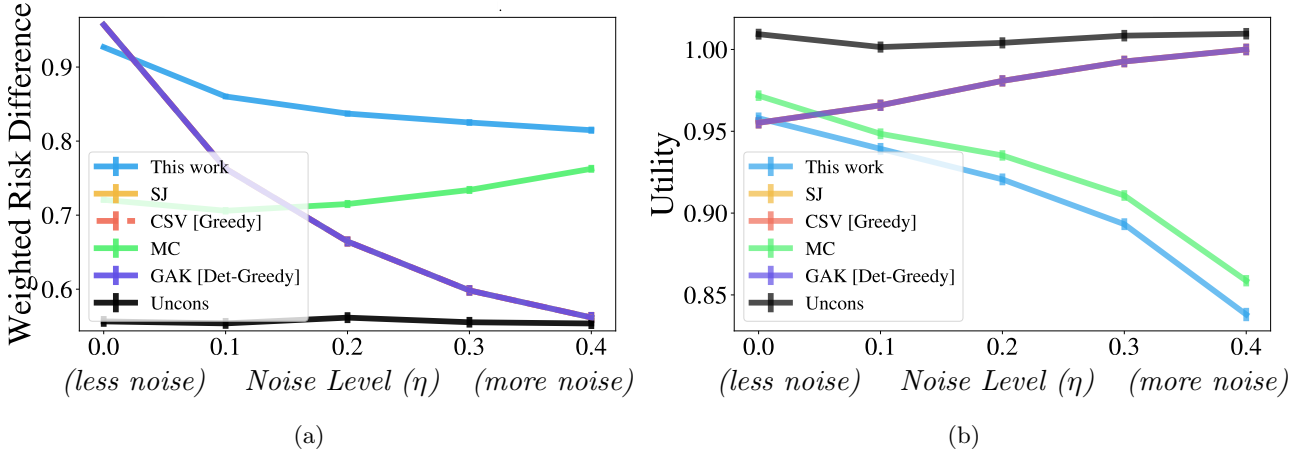 Weighted Risk Difference
0.9
0.8
0.7
0.6
This work
SJ
CSV [Greedy]
MC
GAK [Det-Greedy]
Uncons
0.0 0.1 0.2 0.3 0.4
(less noise) Noise Level (η) (more noise)
(a)
Utility
1.00
0.95
0.90
0.85
This work
SJ
CSV [Greedy]
MC
GAK [Det-Greedy]
Uncons
0.0 0.1 0.2 0.3 0.4
(less noise) Noise Level (η) (more noise)
(b)